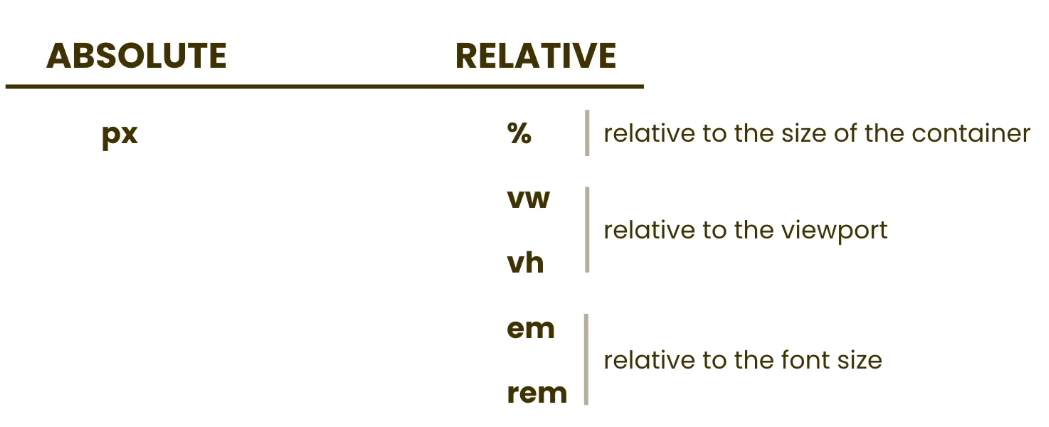 ABSOLUTE RELATIVE
px % relative to the size of the container
vw
relative to the viewport
vh
em
relative to the font size
rem